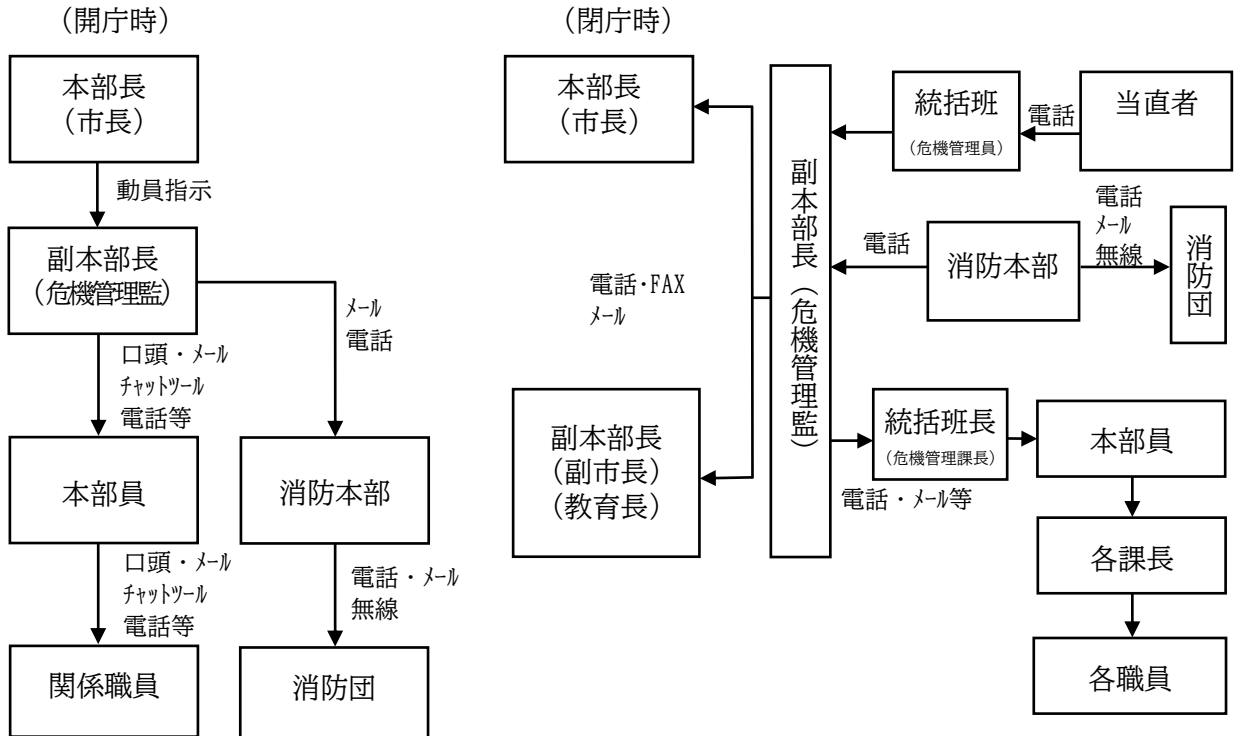 （開庁時）
本部長
（市長）
動員指示
副本部長
（危機管理監）
メール
電話
口頭・メール
チャットツール
電話等
本部員
消防本部
口頭・メール
チャットツール
電話等
電話・メール
無線
関係職員
消防団
（閉庁時）
本部長
（市長）
電話・FAX
メール
副本部長
（副市長）
（教育長）
副本部長（危機管理監）
統括班
（危機管理員）
電話
当直者
電話
消防本部
電話
メール
無線
消防団
統括班長
（危機管理課長）
電話・メール等
本部員
各課長
各職員